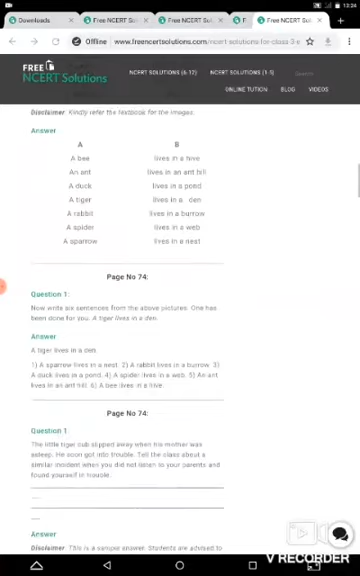 13:24
Downloads
Free NCERT Sol
Free NCERT Sol
F
Free NCERT Sol
Offline
www.freencertsolutions.com/ncert-solutions-for-class-3-e
FREE
NCERT Solutions
NCERT SOLUTIONS (6-12) NCERT SOLUTIONS (1-5) Search
ONLINE TUTION BLOG VIDEOS
Disclaimer: Kindly refer the textbook for the images.
Answer
A B
A bee lives in a hive
An ant lives in an ant hill
A duck lives in a pond
A tiger lives in a den
A rabbit lives in a burrow
A spider lives in a web
A sparrow lives in a nest
Page No 74:
Question 1:
Now write six sentences from the above pictures. One has
been done for you. A tiger lives in a den.
Answer
A tiger lives in a den.
1) A sparrow lives in a nest. 2) A rabbit lives in a burrow. 3)
A duck lives in a pond. 4) A spider lives in a web. 5) An ant
lives in an ant hill. 6) A bee lives in a hive.
Page No 74:
Question 1:
The little tiger cub slipped away when his mother was
asleep. He soon got into trouble. Tell the class about a
similar incident when you did not listen to your parents and
found yourself in trouble.
Answer
Disclaimer: This is a sample answer. Students are advised to
V RECORDER